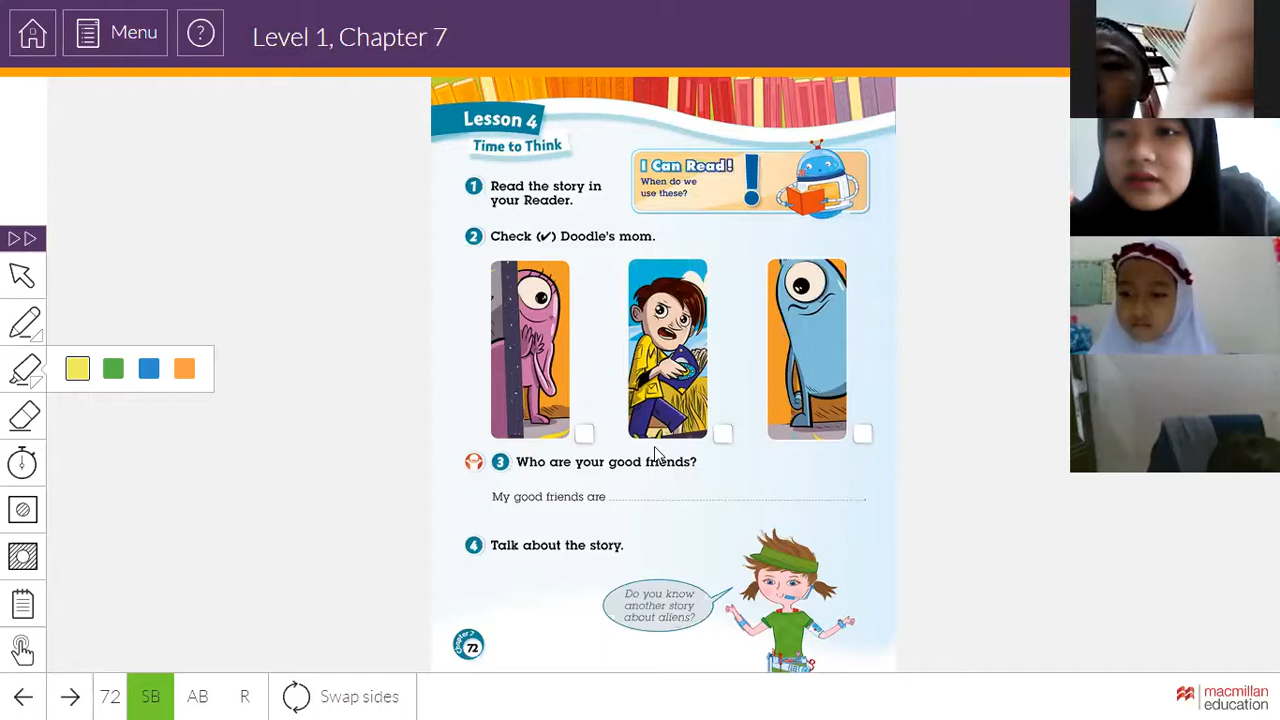 Menu
?
Level 1, Chapter 7
Lesson 4
Time to Think
I Can Read!
When do we
use these?
!
1 Read the story in
your Reader.
2 Check (✔) Doodle's mom.
3 Who are your good friends?
My good friends are ........................................................................
4 Talk about the story.
Do you know
another story
about aliens?
Chapter 7
72
72
SB
AB
R
Swap sides
macmillan
education